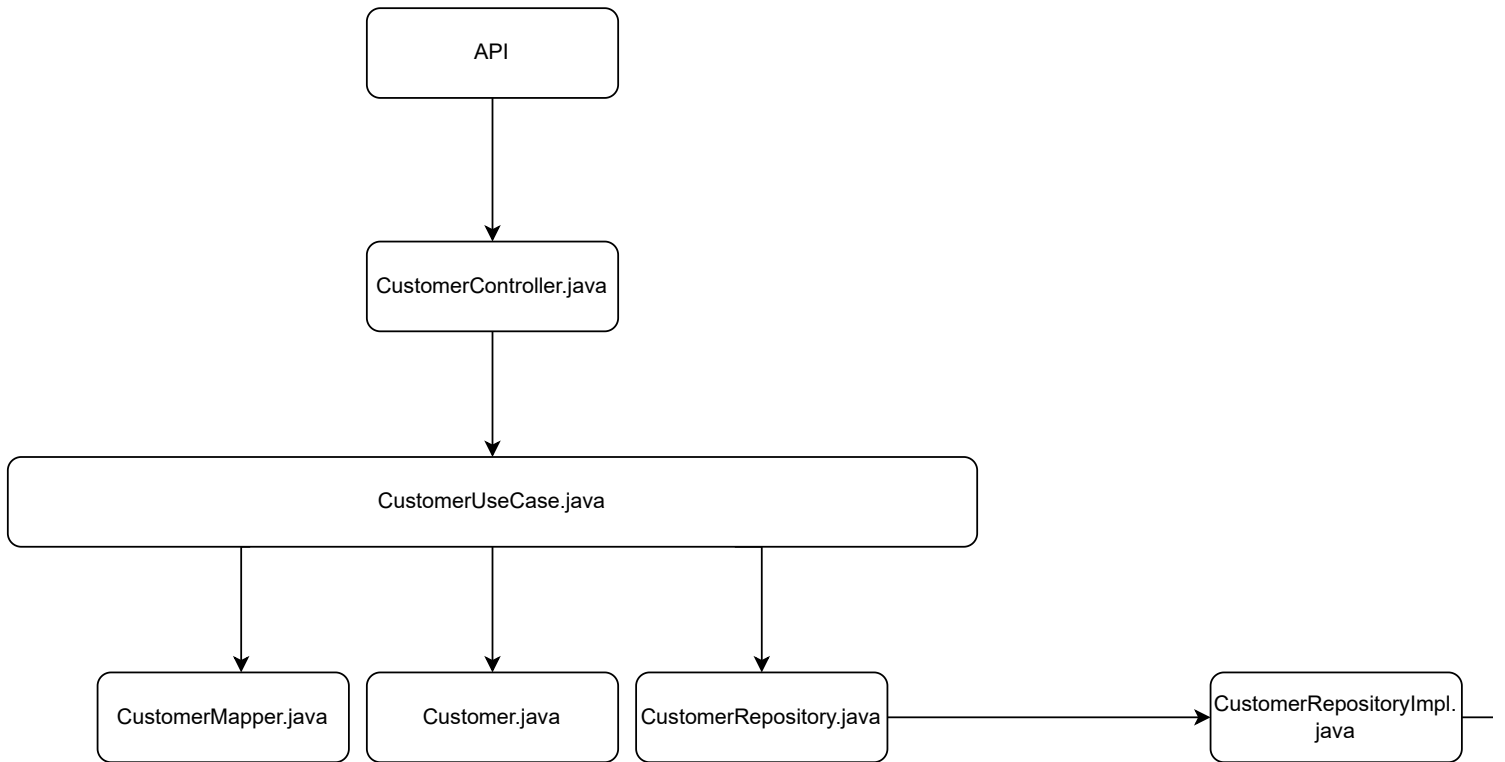 API
CustomerController.java
CustomerUseCase.java
CustomerMapper.java
Customer.java
CustomerRepository.java
CustomerRepositoryImpl.
java